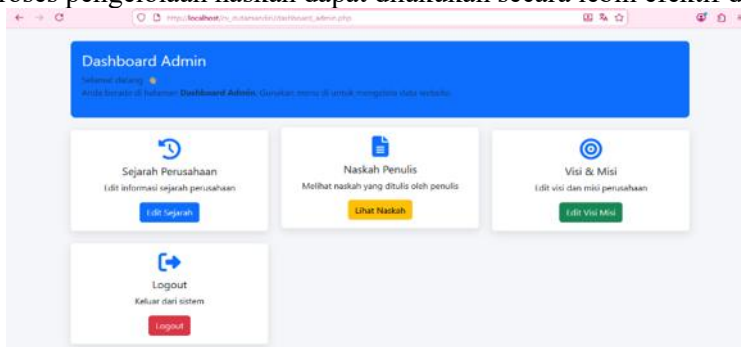 proses pengelolaan naskah dapat dilakukan secara lebih efektif d
Dashboard Admin
Selamat datang
Anda berada di halaman Dashboard Admin. Gunakan menu di untuk mengelola data website.
Sejarah Perusahaan
Edit informasi sejarah perusahaan
Edit Sejarah
Naskah Penulis
Melihat naskah yang ditulis oleh penulis
Lihat Naskah
Visi & Misi
Edit visi dan misi perusahaan
Edit Visi Misi
Logout
Keluar dari sistem
Logout